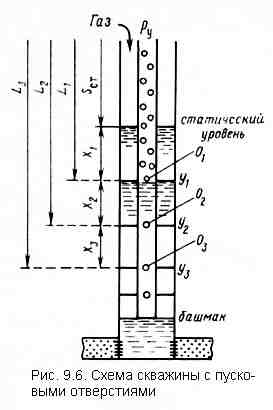 Газ
Pу
L3
L2
L1
Sст
статический
уровень
x1
O1
y1
x2
O2
y2
x3
O3
y3
башмак
Рис. 9.6. Схема скважины с пуско-
выми отверстиями